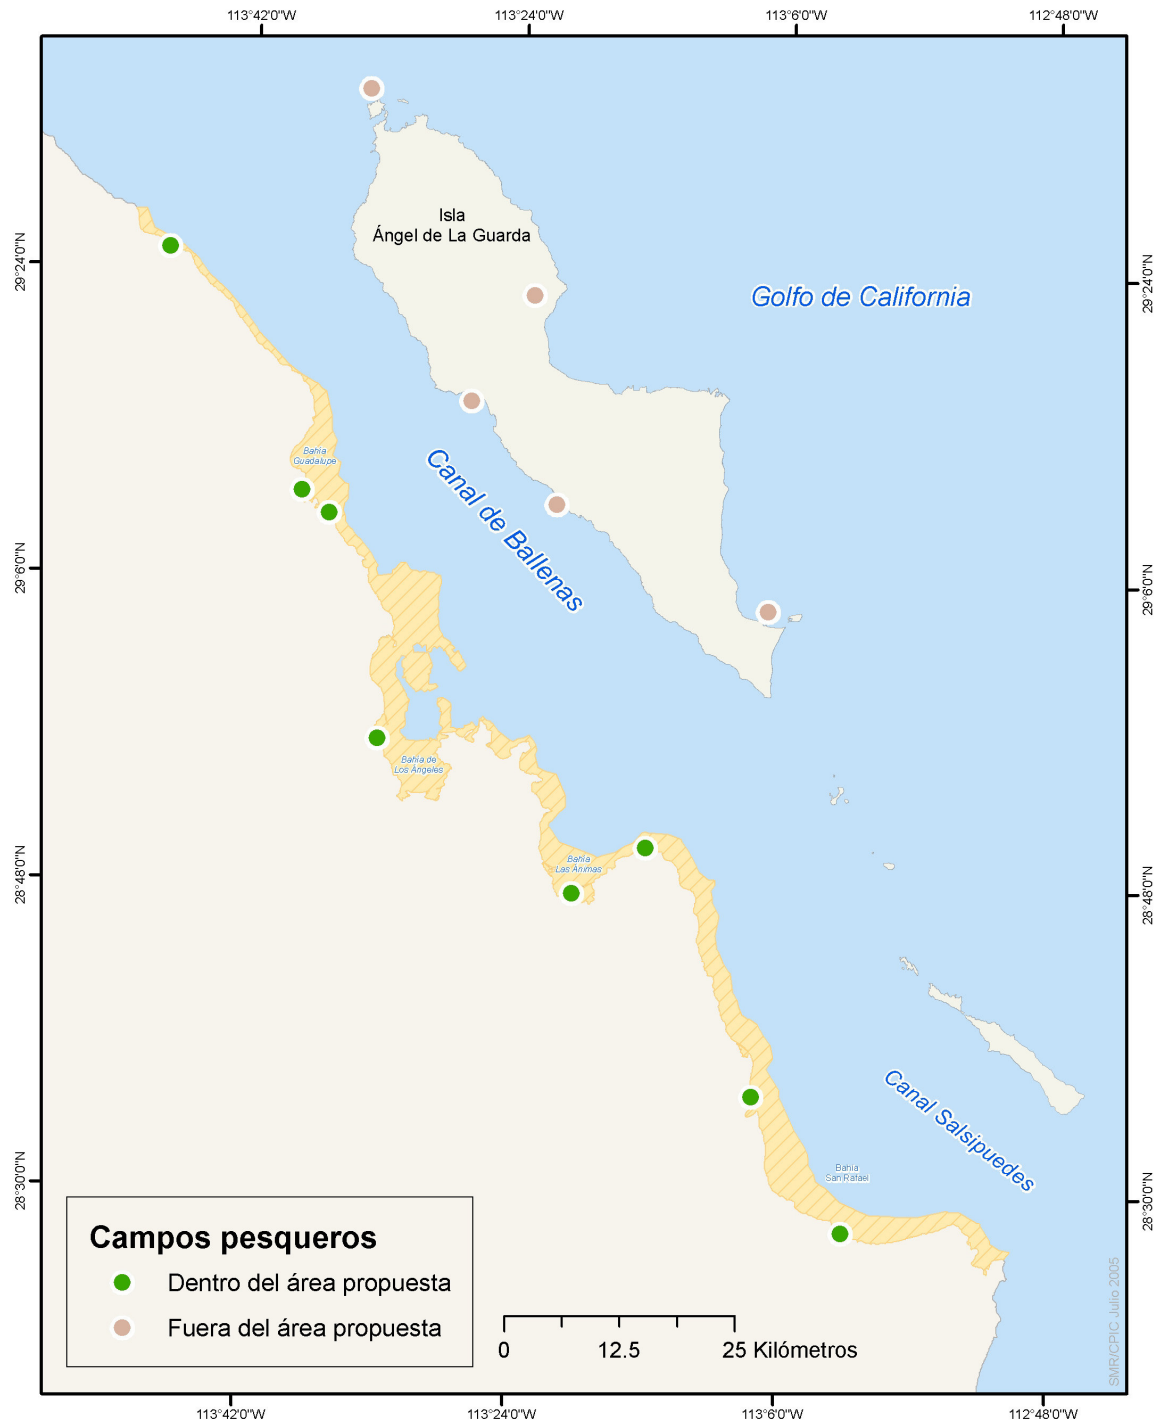 113°42'0"W
113°24'0"W
113°6'0"W
112°48'0"W
Isla
Ángel de La Guarda
29°24'0"N
29°24'0"N
Golfo de California
Bahía
Guadalupe
Canal de Ballenas
29°6'0"N
29°6'0"N
Bahía de
Los Angeles
Bahía
Las Animas
28°48'0"N
28°48'0"N
Canal Salsipuedes
Bahía
San Rafael
28°30'0"N
28°30'0"N
Campos pesqueros
Dentro del área propuesta
Fuera del área propuesta
0 12.5 25 Kilómetros
SMR/CPIC Julio 2005
113°42'0"W
113°24'0"W
113°6'0"W
112°48'0"W